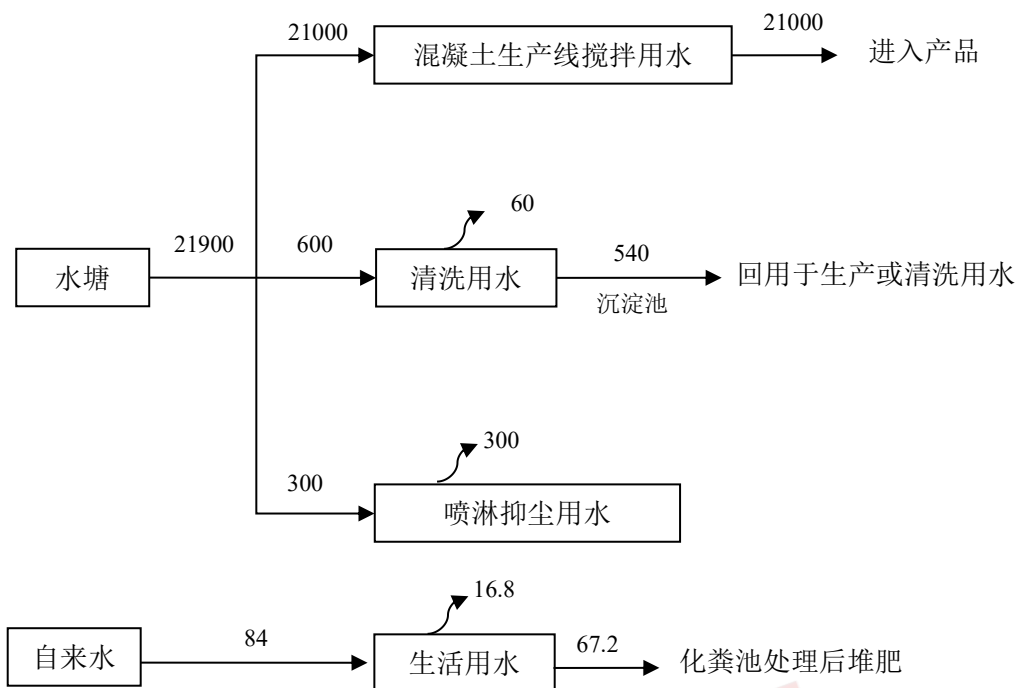 21000
混凝土生产线搅拌用水
21000
进入产品
水塘
21900
600
清洗用水
60
540
沉淀池
回用于生产或清洗用水
300
喷淋抑尘用水
300
自来水
84
生活用水
16.8
67.2
化粪池处理后堆肥